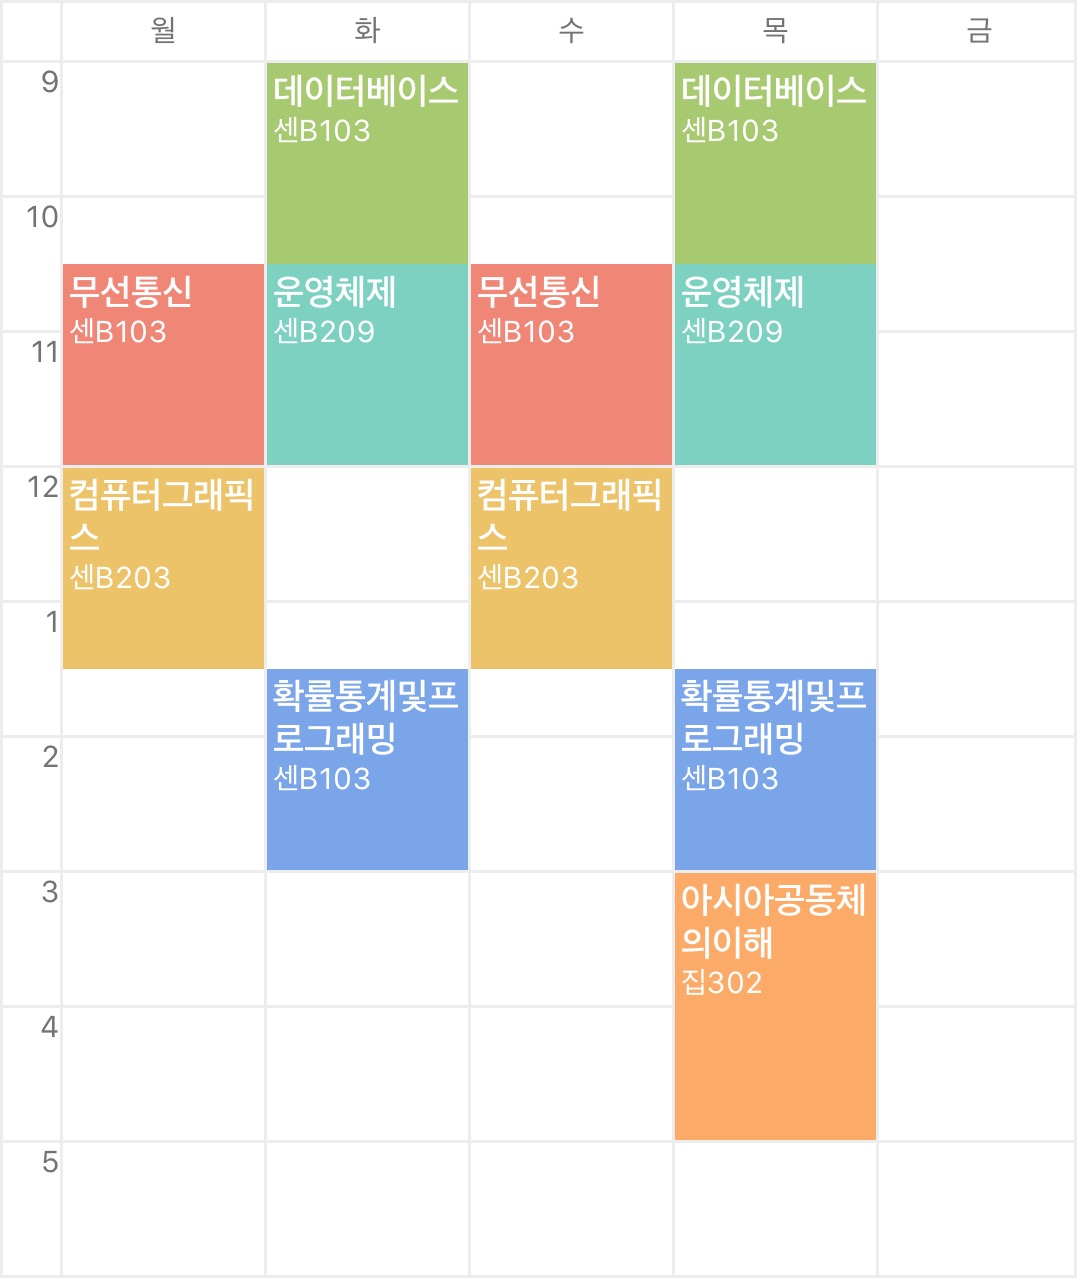 월 화 수 목 금
9
데이터베이스
센B103
데이터베이스
센B103
10
무선통신
센B103
운영체제
센B209
무선통신
센B103
운영체제
센B209
11
12
컴퓨터그래픽
스
센B203
컴퓨터그래픽
스
센B203
1
확률통계및프
로그래밍
센B103
확률통계및프
로그래밍
센B103
2
3
아시아공동체
의이해
집302
4
5